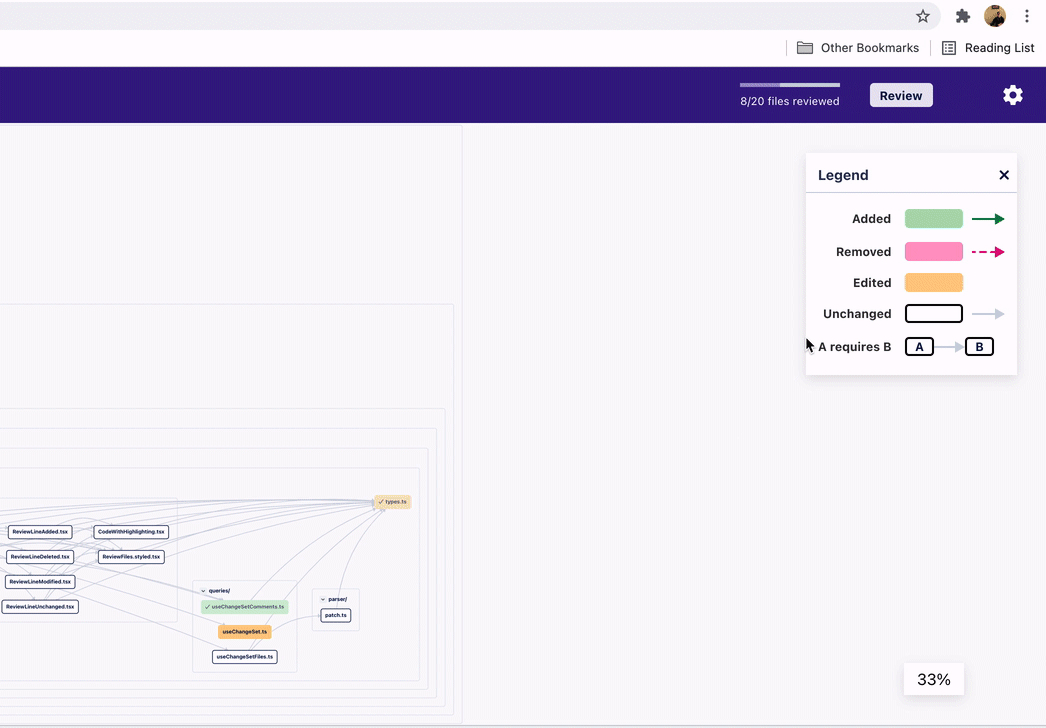 Other Bookmarks
Reading List
8/20 files reviewed
Review
Legend
Added
Removed
Edited
Unchanged
A requires B
A
B
types.ts
ReviewLineAdded.tsx
CodeWithHighlighting.tsx
ReviewLineDeleted.tsx
ReviewFiles.styled.tsx
ReviewLineModified.tsx
ReviewLineUnchanged.tsx
queries/
useChangeSetComments.ts
useChangeSet.ts
useChangeSetFiles.ts
parser/
patch.ts
33%